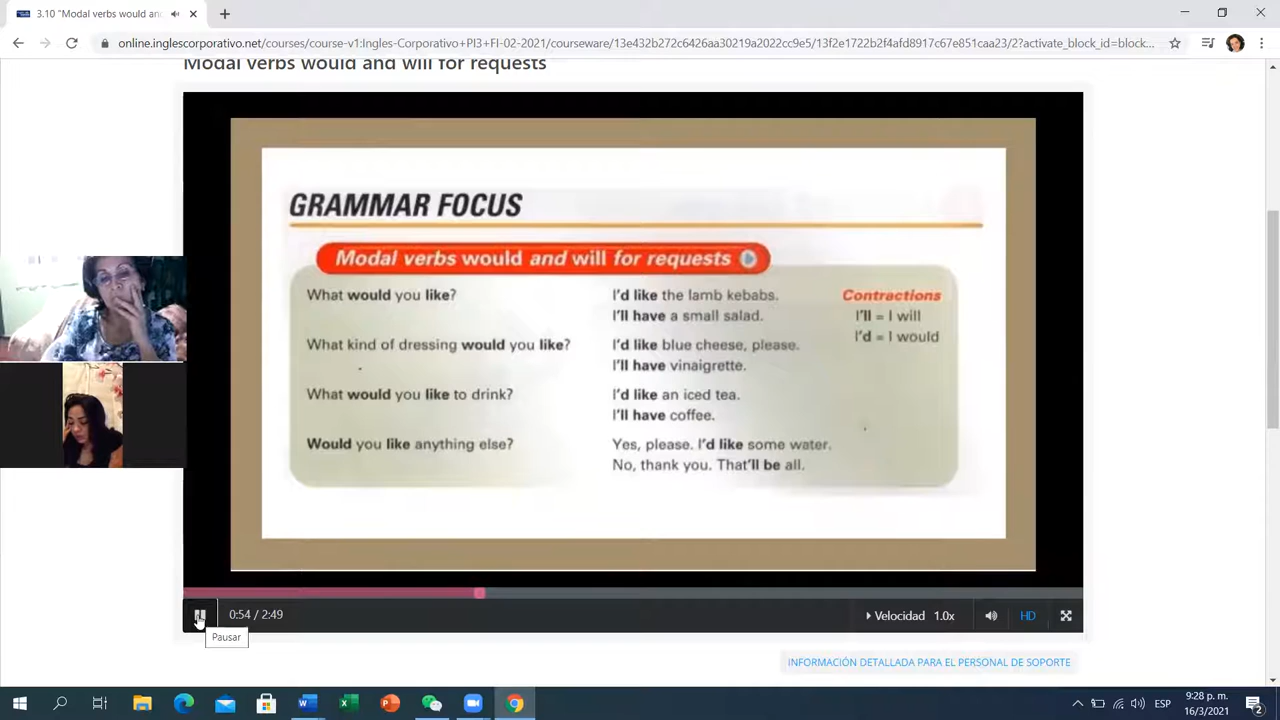 3.10 "Modal verbs would and
online.inglescorporativo.net/courses/course-v1:Ingles-Corporativo+PI3+FI-02-2021/courseware/13e432b272c6426aa30219a2022cc9e5/13f2e1722b2f4afd8917c67e851caa23/2?activate_block_id=block...
Modal verbs would and will for requests
GRAMMAR FOCUS
Modal verbs would and will for requests
What would you like? I'd like the lamb kebabs. Contractions
I'll have a small salad. I'll = I will
I'd = I would
What kind of dressing would you like? I'd like blue cheese, please.
I'll have vinaigrette.
What would you like to drink? I'd like an iced tea.
I'll have coffee.
Would you like anything else? Yes, please. I'd like some water.
No, thank you. That'll be all.
0:54 / 2:49 Velocidad 1.0x HD
Pausar
INFORMACIÓN DETALLADA PARA EL PERSONAL DE SOPORTE
ESP
9:28 p. m.
16/3/2021
2